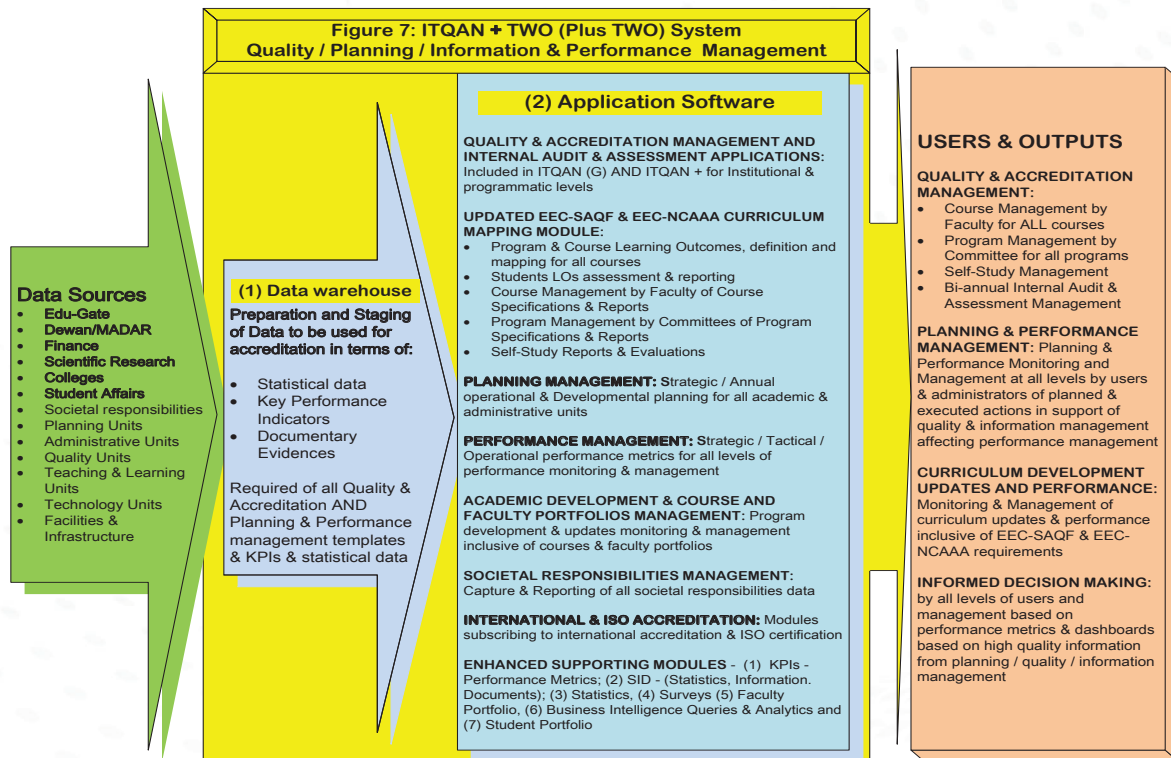 Figure 7: ITQAN + TWO (Plus TWO) System
Quality / Planning / Information & Performance Management
Data Sources
• Edu-Gate
• Dewan/MADAR
• Finance
• Scientific Research
• Colleges
• Student Affairs
• Societal responsibilities
• Planning Units
• Administrative Units
• Quality Units
• Teaching & Learning
Units
• Technology Units
• Facilities &
Infrastructure
(1) Data warehouse
Preparation and Staging
of Data to be used for
accreditation in terms of:
• Statistical data
• Key Performance
Indicators
• Documentary
Evidences
Required of all Quality &
Accreditation AND
Planning & Performance
management templates
& KPIs & statistical data
(2) Application Software
QUALITY & ACCREDITATION MANAGEMENT AND
INTERNAL AUDIT & ASSESSMENT APPLICATIONS:
Included in ITQAN (G) AND ITQAN + for Institutional &
programmatic levels
UPDATED EEC-SAQF & EEC-NCAAA CURRICULUM
MAPPING MODULE:
• Program & Course Learning Outcomes, definition and
mapping for all courses
• Students LOs assessment & reporting
• Course Management by Faculty of Course
Specifications & Reports
• Program Management by Committees of Program
Specifications & Reports
• Self-Study Reports & Evaluations
PLANNING MANAGEMENT: Strategic / Annual
operational & Developmental planning for all academic &
administrative units
PERFORMANCE MANAGEMENT: Strategic / Tactical /
Operational performance metrics for all levels of
performance monitoring & management
ACADEMIC DEVELOPMENT & COURSE AND
FACULTY PORTFOLIOS MANAGEMENT: Program
development & updates monitoring & management
inclusive of courses & faculty portfolios
SOCIETAL RESPONSIBILITIES MANAGEMENT:
Capture & Reporting of all societal responsibilities data
INTERNATIONAL & ISO ACCREDITATION: Modules
subscribing to international accreditation & ISO certification
ENHANCED SUPPORTING MODULES - (1) KPIs -
Performance Metrics; (2) SID - (Statistics, Information.
Documents); (3) Statistics, (4) Surveys (5) Faculty
Portfolio, (6) Business Intelligence Queries & Analytics and
(7) Student Portfolio
USERS & OUTPUTS
QUALITY & ACCREDITATION
MANAGEMENT:
• Course Management by
Faculty for ALL courses
• Program Management by
Committee for all programs
• Self-Study Management
• Bi-annual Internal Audit &
Assessment Management
PLANNING & PERFORMANCE
MANAGEMENT: Planning &
Performance Monitoring and
Management at all levels by users
& administrators of planned &
executed actions in support of
quality & information management
affecting performance management
CURRICULUM DEVELOPMENT
UPDATES AND PERFORMANCE:
Monitoring & Management of
curriculum updates & performance
inclusive of EEC-SAQF & EEC-
NCAAA requirements
INFORMED DECISION MAKING:
by all levels of users and
management based on
performance metrics & dashboards
based on high quality information
from planning / quality / information
management